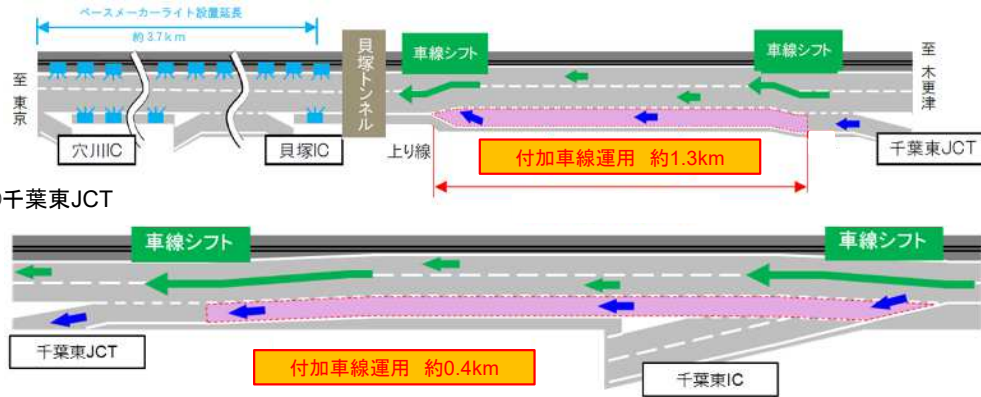 ペースメーカーライト設置延長
約3.7km
至 東京
穴川IC
貝塚IC
貝塚トンネル
上り線
車線シフト
車線シフト
至 木更津
千葉東JCT
付加車線運用 約1.3km
千葉東JCT
車線シフト
車線シフト
千葉東JCT
付加車線運用 約0.4km
千葉東IC